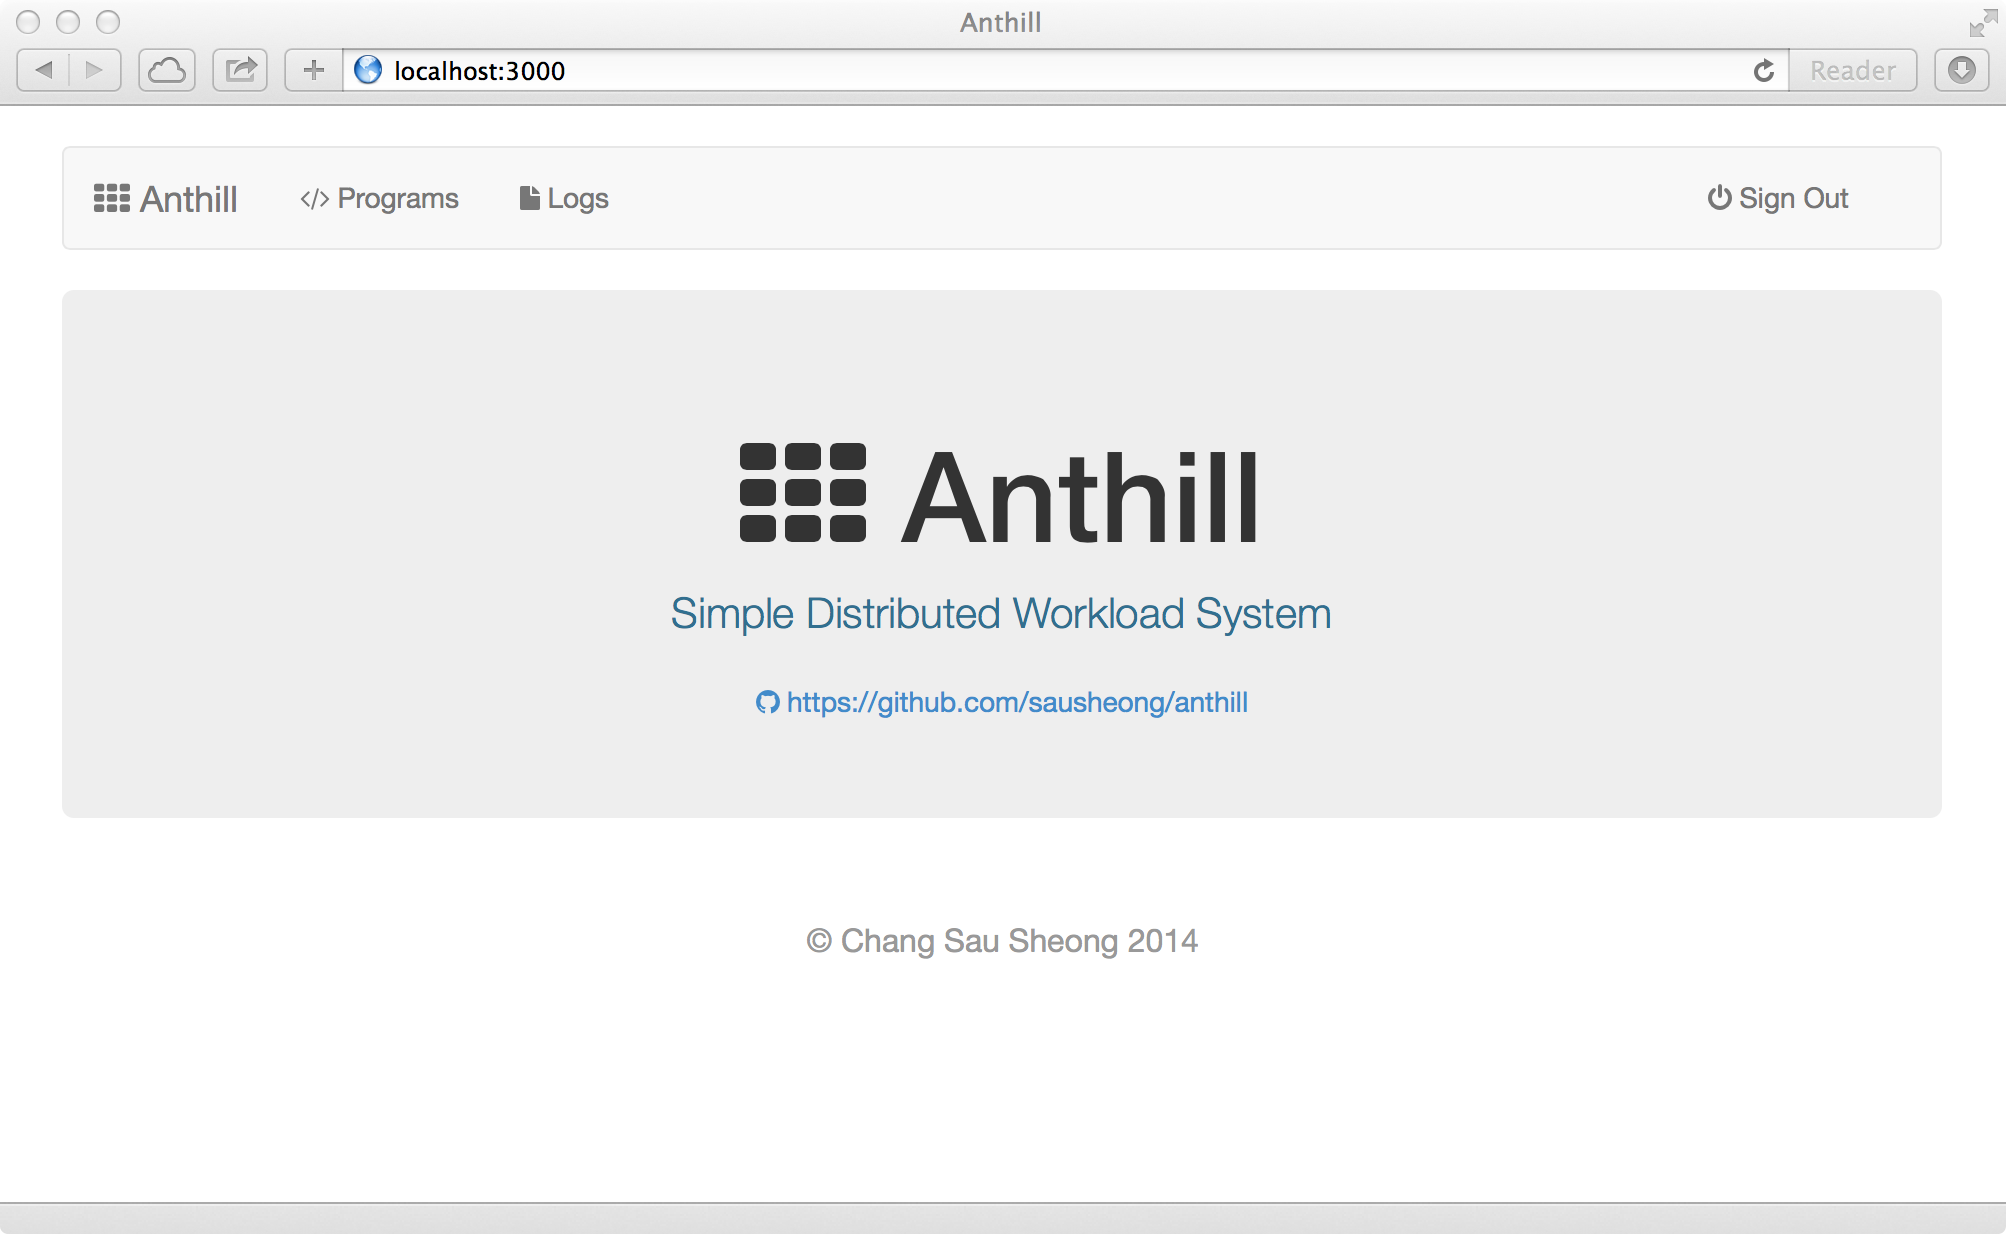 Anthill
localhost:3000
Reader
Anthill
Programs
Logs
Sign Out
Anthill
Simple Distributed Workload System
https://github.com/sausheong/anthill
© Chang Sau Sheong 2014